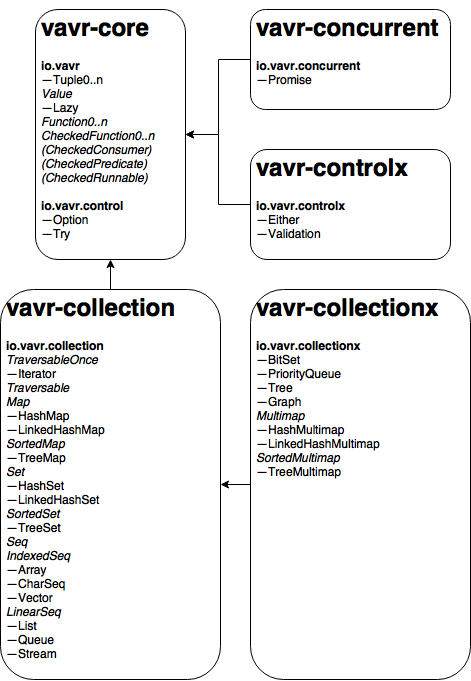 vavr-core
io.vavr
—Tuple0..n
Value
—Lazy
Function0..n
CheckedFunction0..n
(CheckedConsumer)
(CheckedPredicate)
(CheckedRunnable)
io.vavr.control
—Option
—Try
vavr-concurrent
io.vavr.concurrent
—Promise
vavr-controlx
io.vavr.controlx
—Either
—Validation
vavr-collection
io.vavr.collection
TraversableOnce
—Iterator
Traversable
Map
—HashMap
—LinkedHashMap
SortedMap
—TreeMap
Set
—HashSet
—LinkedHashSet
SortedSet
—TreeSet
Seq
IndexedSeq
—Array
—CharSeq
—Vector
LinearSeq
—List
—Queue
—Stream
vavr-collectionx
io.vavr.collectionx
—BitSet
—PriorityQueue
—Tree
—Graph
Multimap
—HashMultimap
—LinkedHashMultimap
SortedMultimap
—TreeMultimap